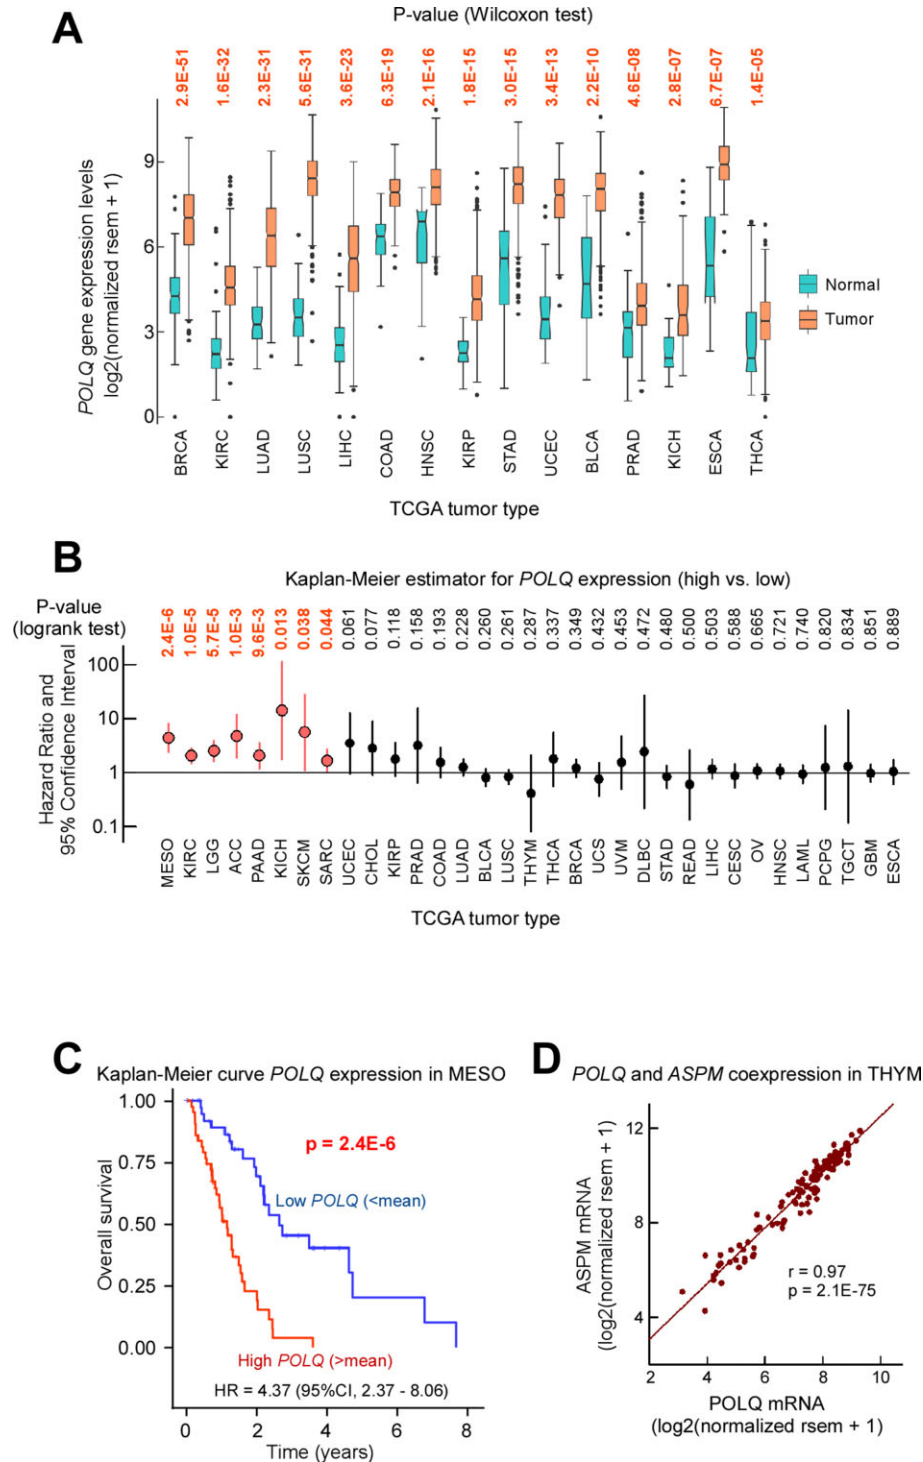 A
P-value (Wilcoxon test)
2.9E-51 1.6E-32 2.3E-31 5.6E-31 3.6E-23 6.3E-19 2.1E-16 1.8E-15 3.0E-15 3.4E-13 2.2E-10 4.6E-08 2.8E-07 6.7E-07 1.4E-05
POLQ gene expression levels
log2(normalized rsem + 1)
9
6
3
0
Normal
Tumor
BRCA KIRC LUAD LUSC LIHC COAD HNSC KIRP STAD UCEC BLCA PRAD KICH ESCA THCA
TCGA tumor type
B
Kaplan-Meier estimator for POLQ expression (high vs. low)
P-value
(logrank test)
2.4E-6 1.0E-5 5.7E-5 1.0E-3 9.6E-3 0.013 0.038 0.044 0.061 0.077 0.118 0.158 0.193 0.228 0.260 0.261 0.287 0.337 0.349 0.432 0.453 0.472 0.480 0.500 0.503 0.588 0.665 0.721 0.740 0.820 0.834 0.851 0.889
Hazard Ratio and
95% Confidence Interval
100
10
1
0.1
MESO KIRC LGG ACC PAAD KICH SKCM SARC UCEC CHOL KIRP PRAD COAD LUAD BLCA LUSC THYM THCA BRCA UCS UVM DLBC STAD READ LIHC CESC OV HNSC LAML PCPG TGCT GBM ESCA
TCGA tumor type
C
Kaplan-Meier curve POLQ expression in MESO
Overall survival
1.00
0.75
0.50
0.25
0.00
p = 2.4E-6
Low POLQ (<mean)
High POLQ (>mean)
HR = 4.37 (95%CI, 2.37 - 8.06)
0 2 4 6 8
Time (years)
D
POLQ and ASPM coexpression in THYM
ASPM mRNA
(log2(normalized rsem + 1)
12
8
4
r = 0.97
p = 2.1E-75
2 4 6 8 10
POLQ mRNA
(log2(normalized rsem + 1)